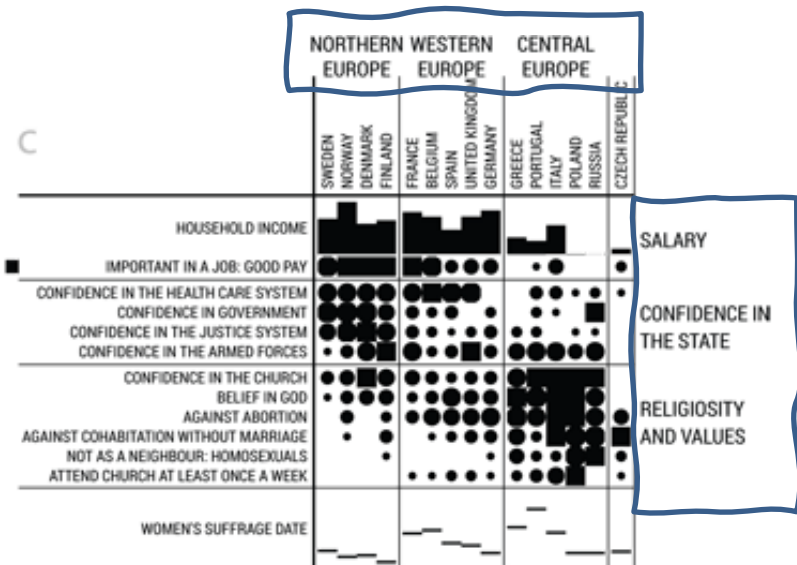 NORTHERN WESTERN CENTRAL
EUROPE EUROPE EUROPE
C
SWEDEN
NORWAY
DENMARK
FINLAND
FRANCE
BELGIUM
SPAIN
UNITED KINGDOM
GERMANY
GREECE
PORTUGAL
ITALY
POLAND
RUSSIA
CZECH REPUBLIC
HOUSEHOLD INCOME
SALARY
IMPORTANT IN A JOB: GOOD PAY
CONFIDENCE IN THE HEALTH CARE SYSTEM
CONFIDENCE IN GOVERNMENT
CONFIDENCE IN
CONFIDENCE IN THE JUSTICE SYSTEM
THE STATE
CONFIDENCE IN THE ARMED FORCES
CONFIDENCE IN THE CHURCH
BELIEF IN GOD
RELIGIOSITY
AGAINST ABORTION
AGAINST COHABITATION WITHOUT MARRIAGE
AND VALUES
NOT AS A NEIGHBOUR: HOMOSEXUALS
ATTEND CHURCH AT LEAST ONCE A WEEK
WOMEN'S SUFFRAGE DATE